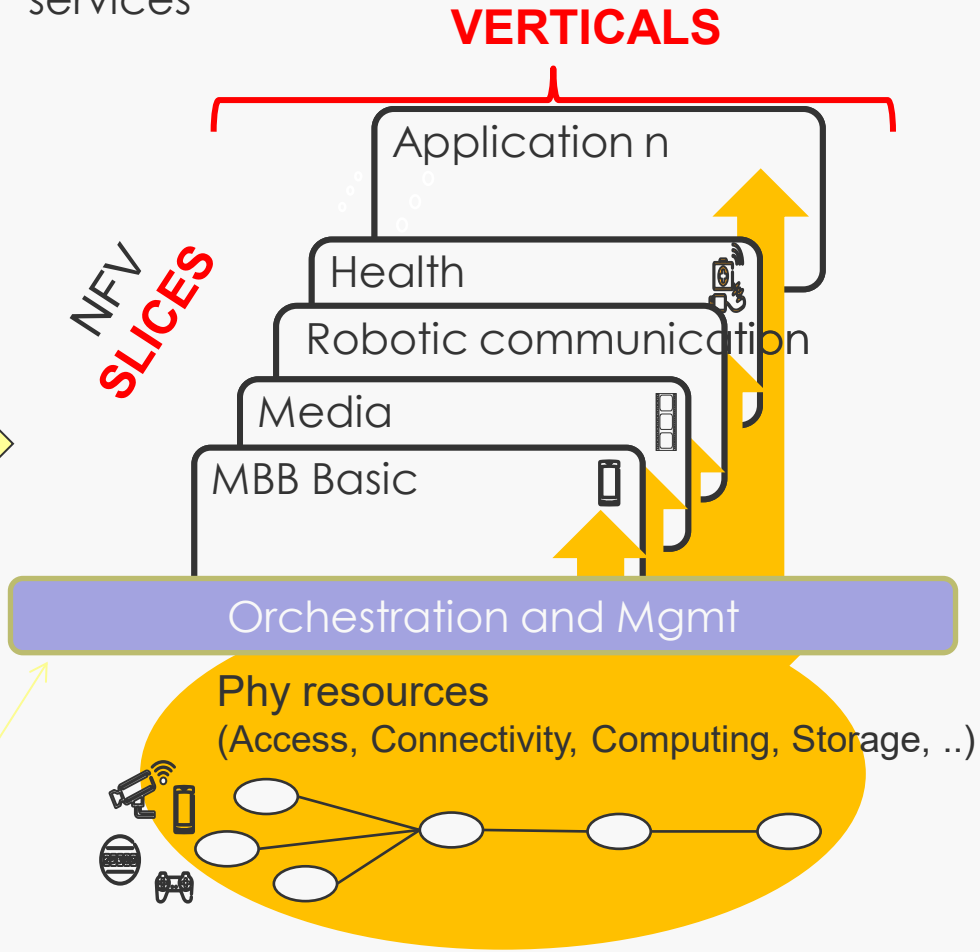 services
VERTICALS
Application n
NFV
SLICES
Health
Robotic communication
Media
MBB Basic
Orchestration and Mgmt
Phy resources
(Access, Connectivity, Computing, Storage, ..)